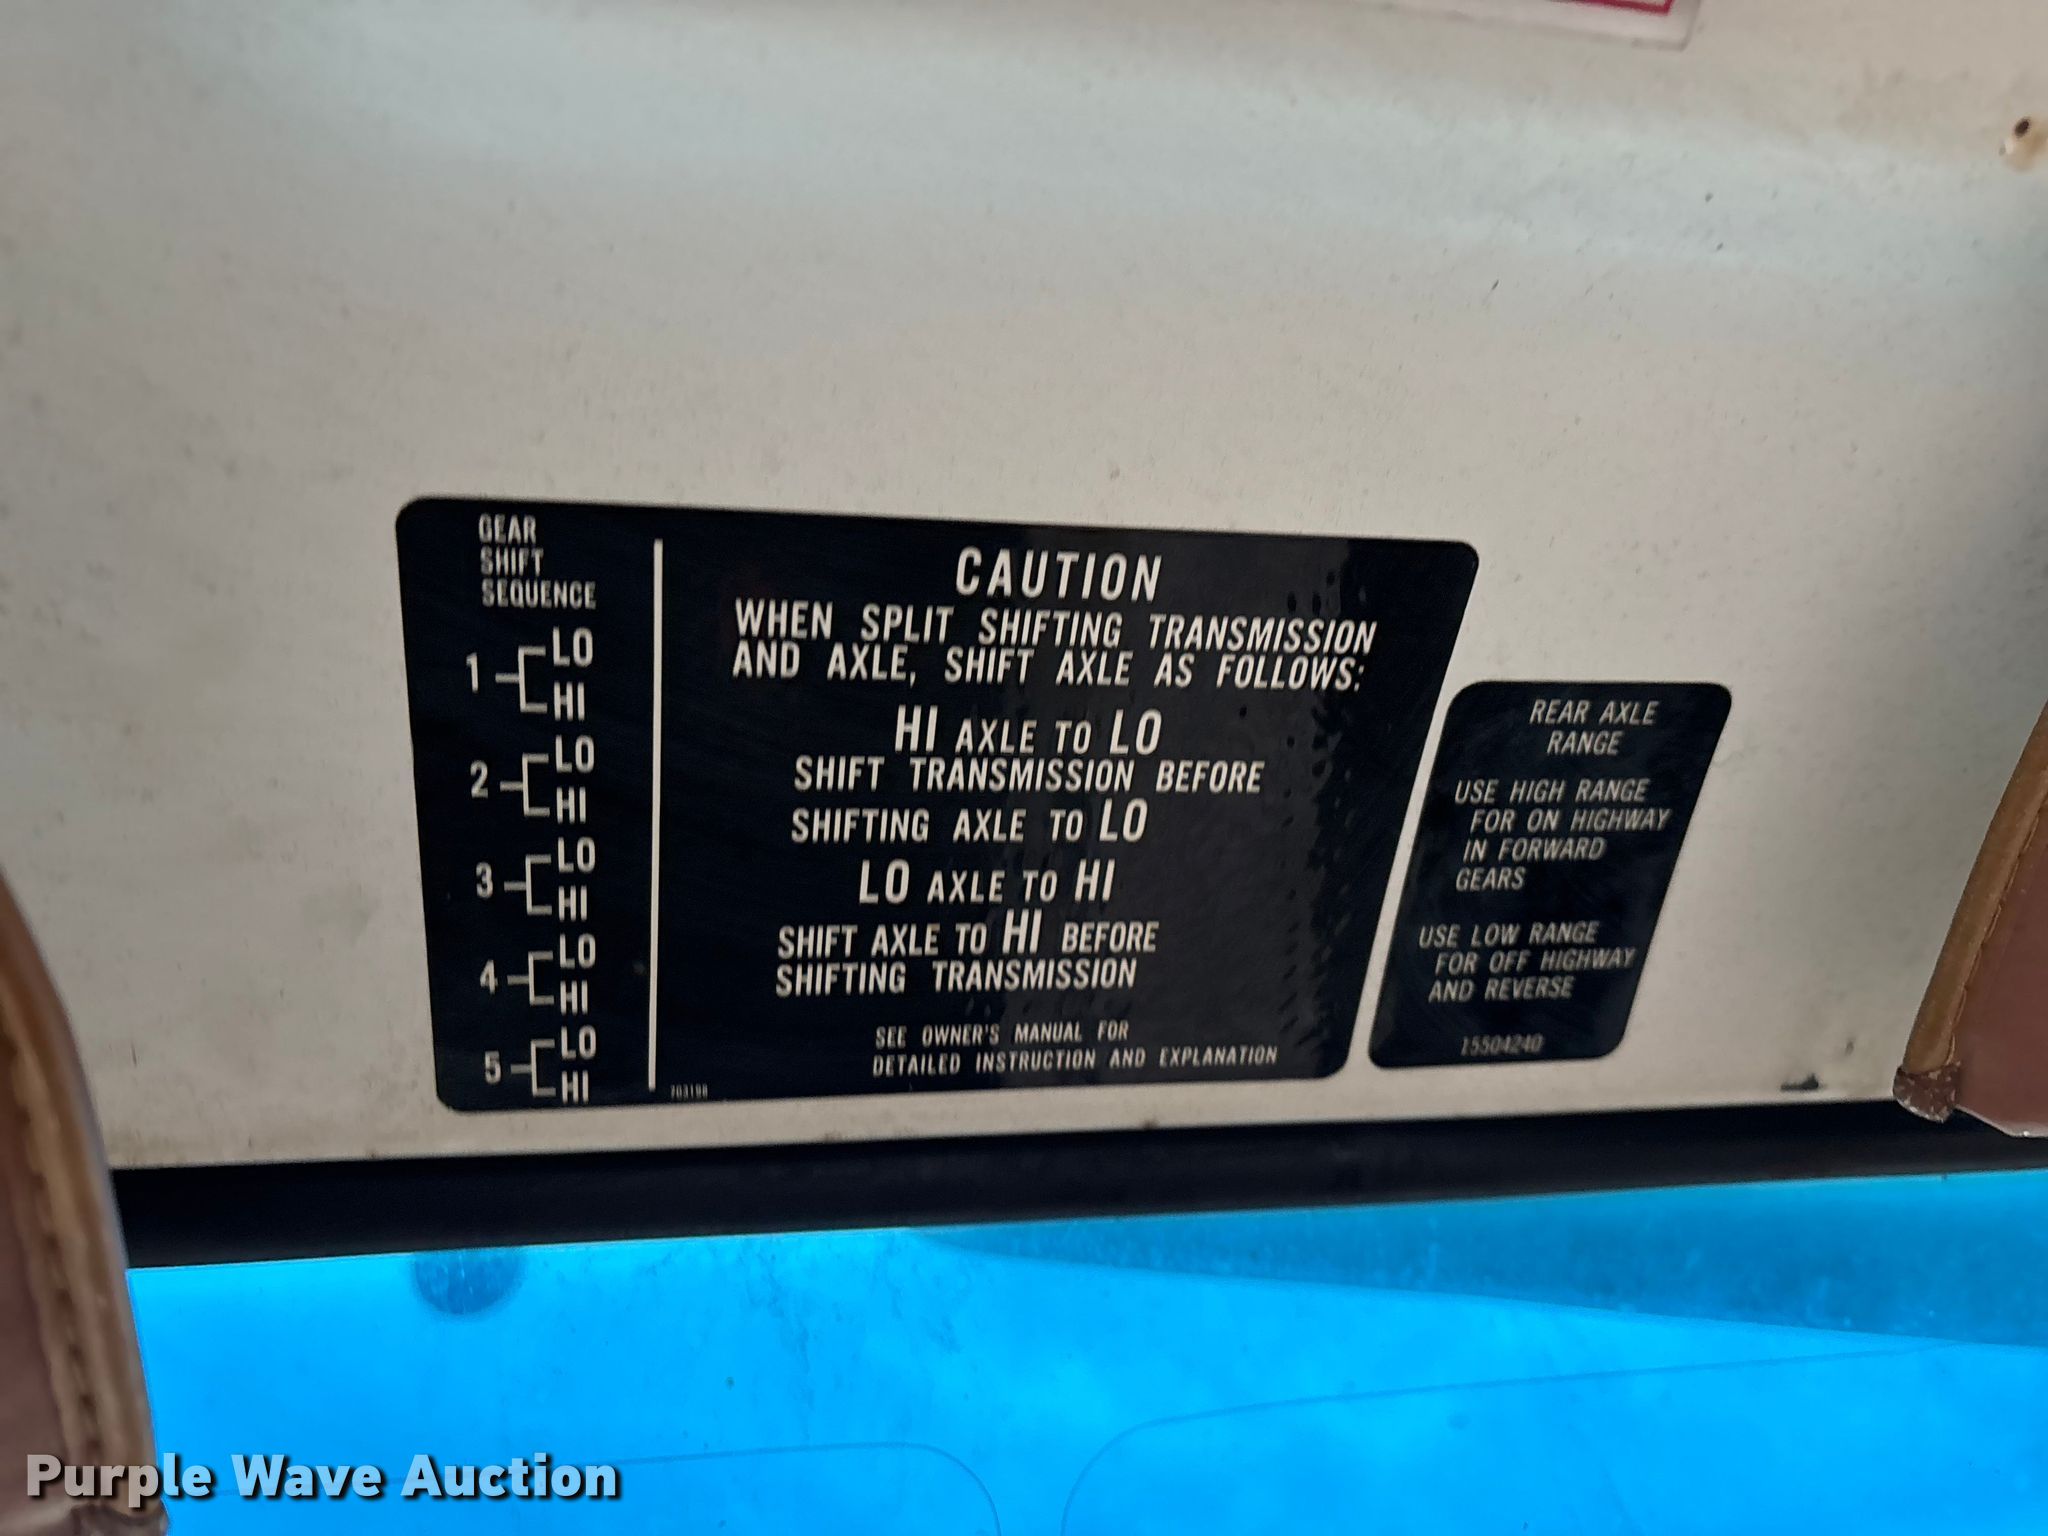 GEAR
SHIFT
SEQUENCE
1 LO
HI
2 LO
HI
3 LO
HI
4 LO
HI
5 LO
HI
CAUTION
WHEN SPLIT SHIFTING TRANSMISSION
AND AXLE, SHIFT AXLE AS FOLLOWS:
HI AXLE TO LO
SHIFT TRANSMISSION BEFORE
SHIFTING AXLE TO LO
LO AXLE TO HI
SHIFT AXLE TO HI BEFORE
SHIFTING TRANSMISSION
SEE OWNER'S MANUAL FOR
DETAILED INSTRUCTION AND EXPLANATION
REAR AXLE
RANGE
USE HIGH RANGE
FOR ON HIGHWAY
IN FORWARD
GEARS
USE LOW RANGE
FOR OFF HIGHWAY
AND REVERSE
15504240
Purple Wave Auction